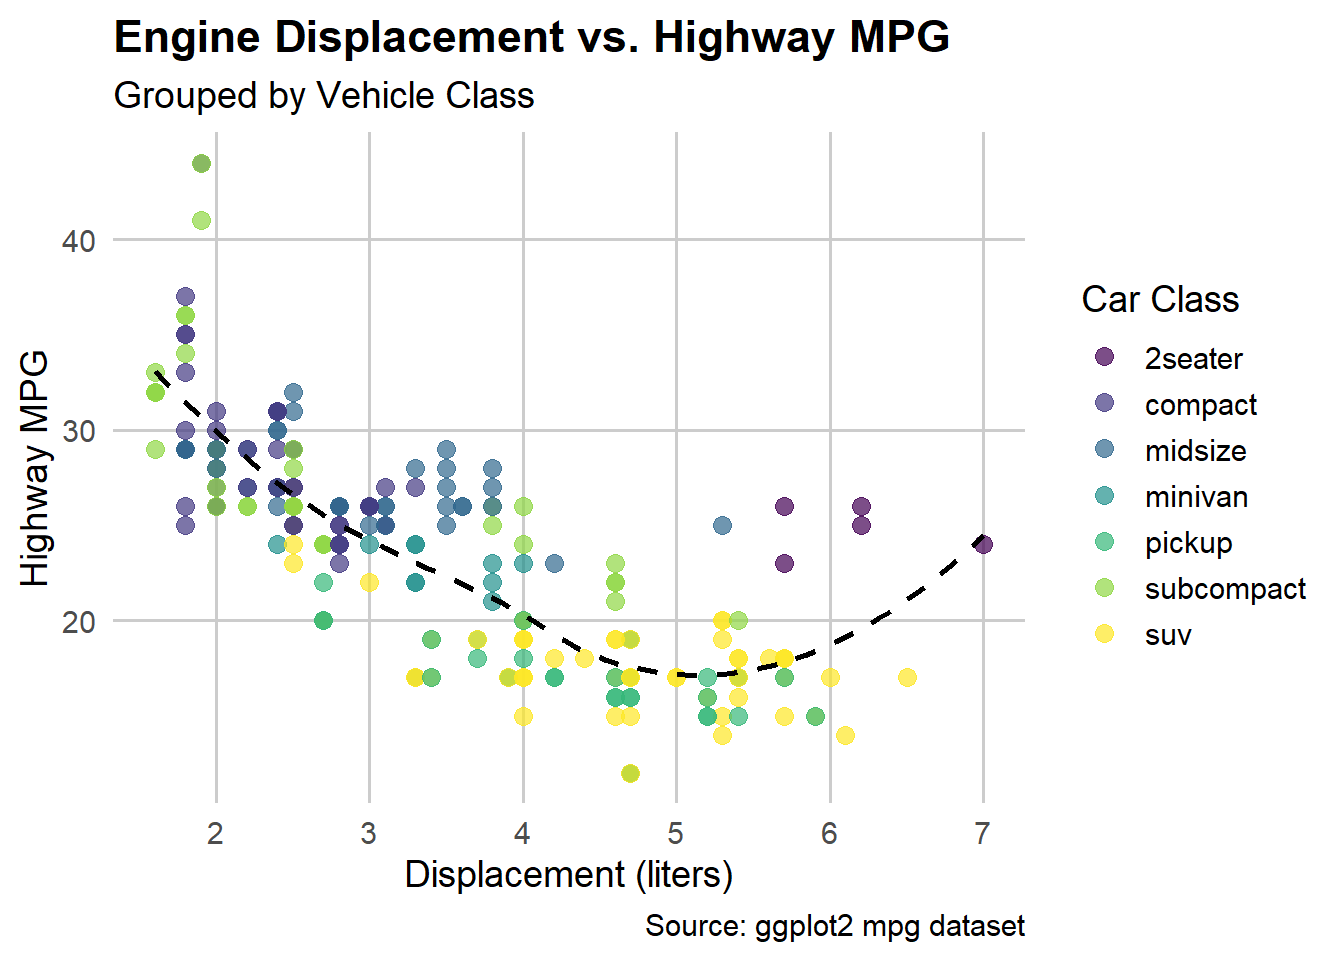 Engine Displacement vs. Highway MPG
Grouped by Vehicle Class
Highway MPG
40
30
20
2 3 4 5 6 7
Displacement (liters)
Car Class
2seater
compact
midsize
minivan
pickup
subcompact
suv
Source: ggplot2 mpg dataset